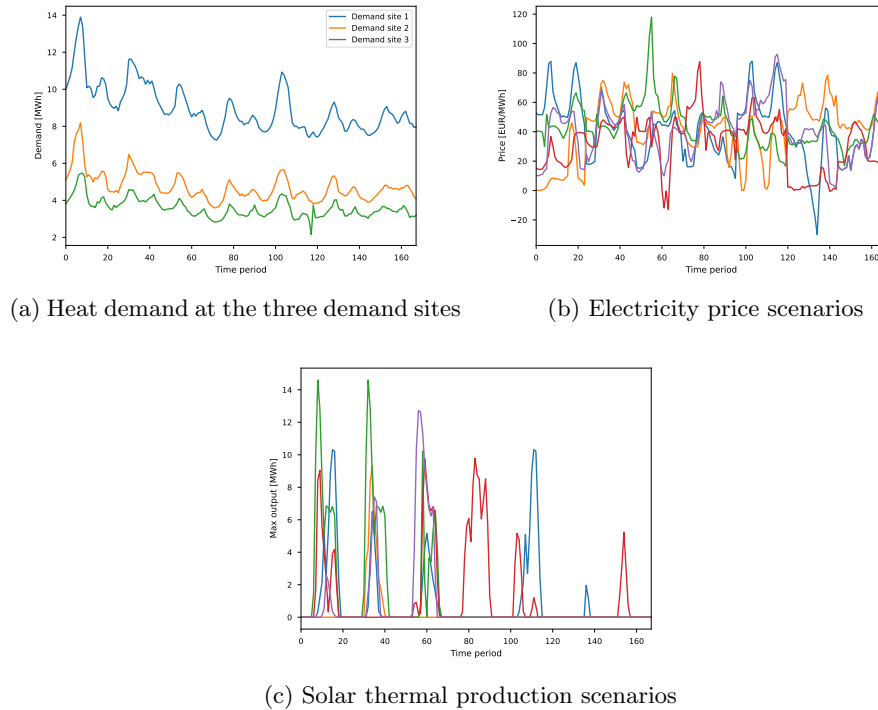 14
12
10
8
6
4
2
Demand [MWh]
Demand site 1
Demand site 2
Demand site 3
0 20 40 60 80 100 120 140 160
Time period
(a) Heat demand at the three demand sites
120
100
80
60
40
20
0
−20
Price [EUR/MWh]
0 20 40 60 80 100 120 140 160
Time period
(b) Electricity price scenarios
14
12
10
8
6
4
2
0
Max output [MWh]
0 20 40 60 80 100 120 140 160
Time period
(c) Solar thermal production scenarios